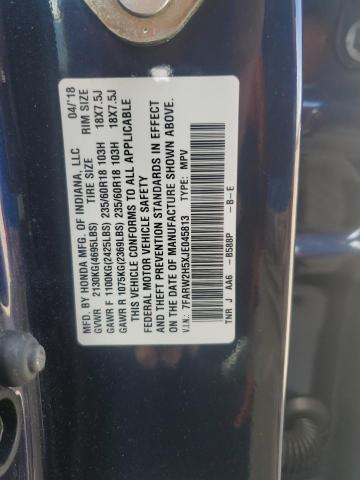 MFD. BY HONDA MFG. OF INDIANA, LLC 04/'18
TIRE SIZE RIM SIZE
GVWR 2130KG(4695LBS)
GAWR F 1100KG(2425LBS) 235/60R18 103H 18X7.5J
GAWR R 1075KG(2369LBS) 235/60R18 103H 18X7.5J
THIS VEHICLE CONFORMS TO ALL APPLICABLE
FEDERAL MOTOR VEHICLE SAFETY
AND THEFT PREVENTION STANDARDS IN EFFECT
ON THE DATE OF MANUFACTURE SHOWN ABOVE.
V.I.N.: 7FARW2H5XJE045813 TYPE: MPV
TNR J AA6 -B588P -B-E